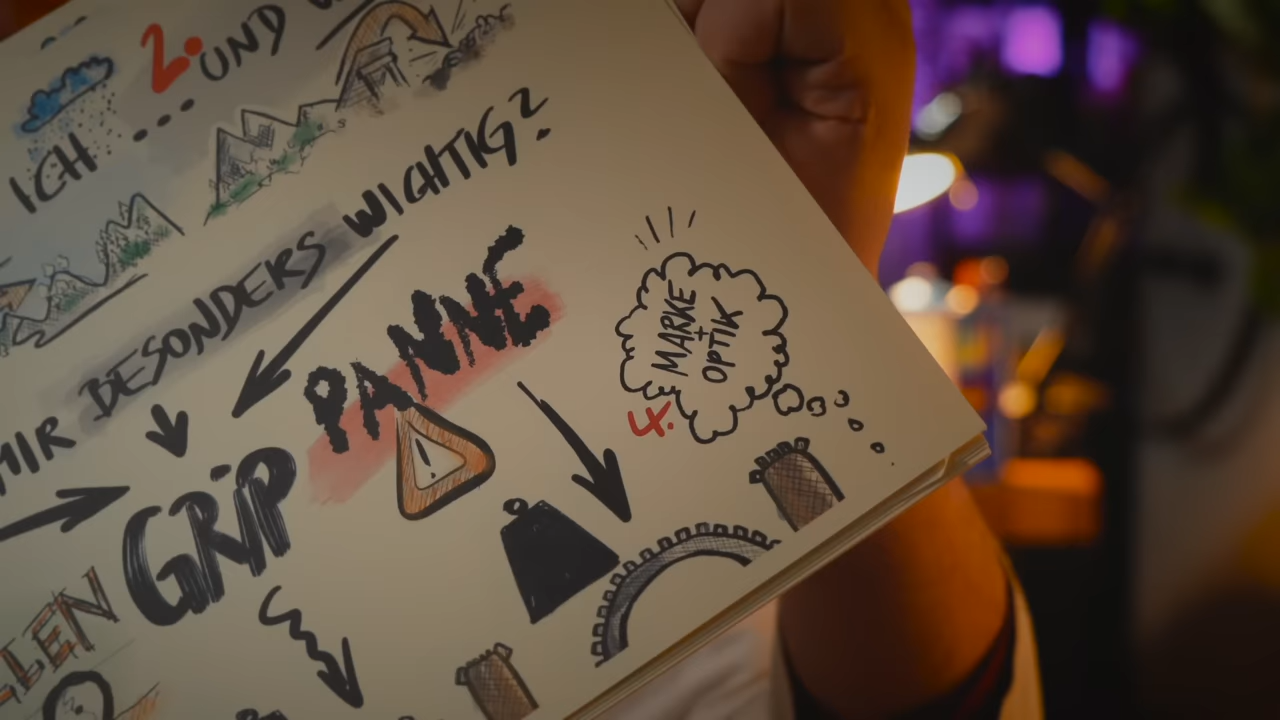 ICH ...
2. UND
MIR BESONDERS WICHTIG?
PANNE
GRIP
MARKE
+
OPTIK
4.